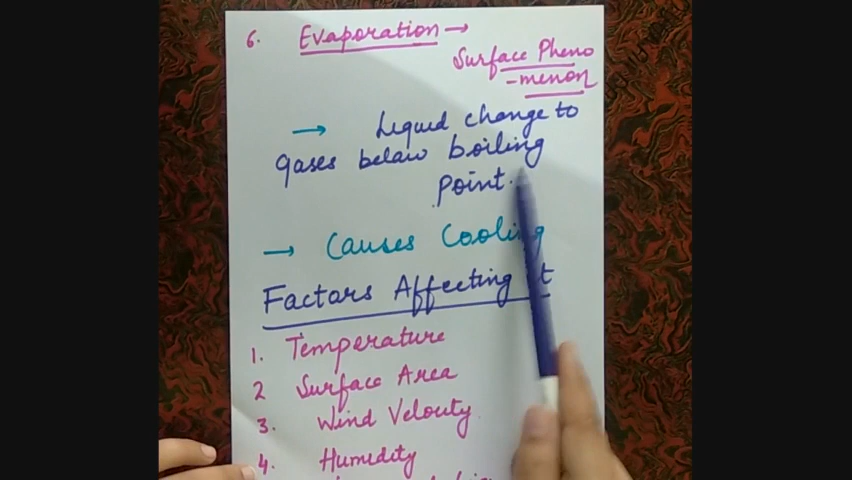 6. Evaporation →
Surface Pheno
-menon
→ Liquid change to
gases below boiling
point.
→ Causes Cooling
Factors Affecting it
1. Temperature
2 Surface Area
3. Wind Velocity
4. Humidity